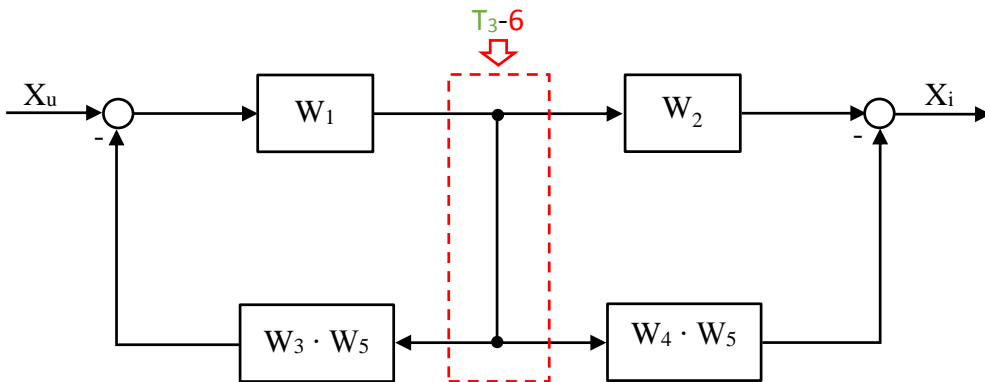 T₃-6
Xu
W₁
W₂
Xi
-
-
W₃ · W₅
W₄ · W₅